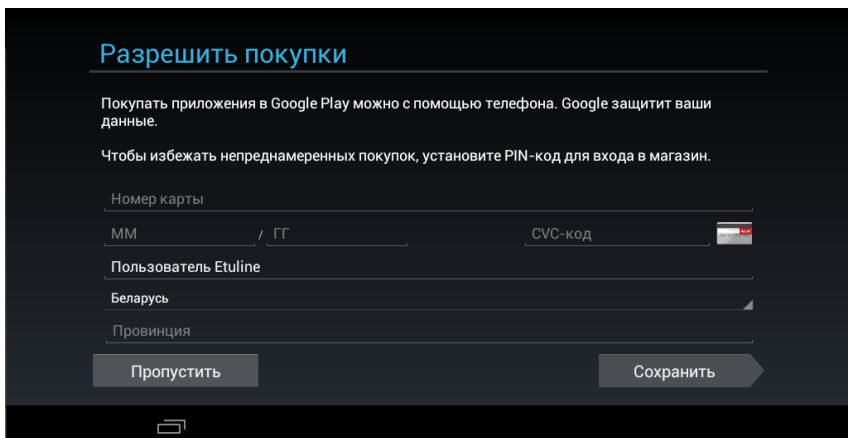 Разрешить покупки
Покупать приложения в Google Play можно с помощью телефона. Google защитит ваши
данные.
Чтобы избежать непреднамеренных покупок, установите PIN-код для входа в магазин.
Номер карты
ММ / ГГ CVC-код
Пользователь Etuline
Беларусь
Провинция
Пропустить Сохранить